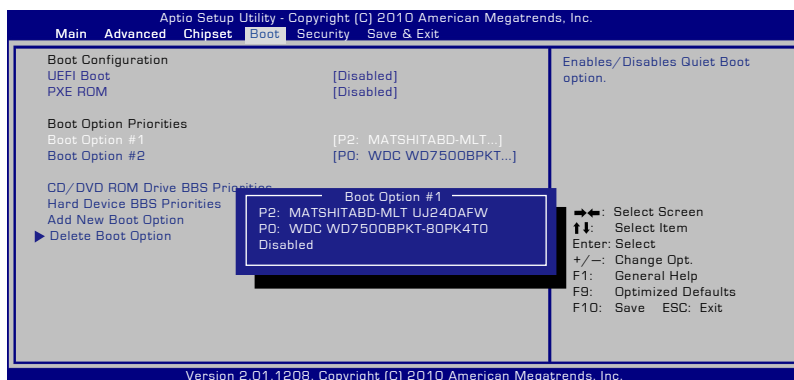 Aptio Setup Utility - Copyright (C) 2010 American Megatrends, Inc.
Main Advanced Chipset Boot Security Save & Exit
Boot Configuration
UEFI Boot [Disabled]
PXE ROM [Disabled]
Boot Option Priorities
Boot Option #1 [P2: MATSHITABD-MLT...]
Boot Option #2 [P0: WDC WD7500BPKT...]
CD/DVD ROM Drive BBS Priorities
Hard Device BBS Priorities
Add New Boot Option
Delete Boot Option
Boot Option #1
P2: MATSHITABD-MLT UJ240AFW
P0: WDC WD7500BPKT-80PK4T0
Disabled
Enables/Disables Quiet Boot
option.
→←: Select Screen
↑↓: Select Item
Enter: Select
+/—: Change Opt.
F1: General Help
F9: Optimized Defaults
F10: Save ESC: Exit
Version 2.01.1208. Copyright (C) 2010 American Megatrends, Inc.